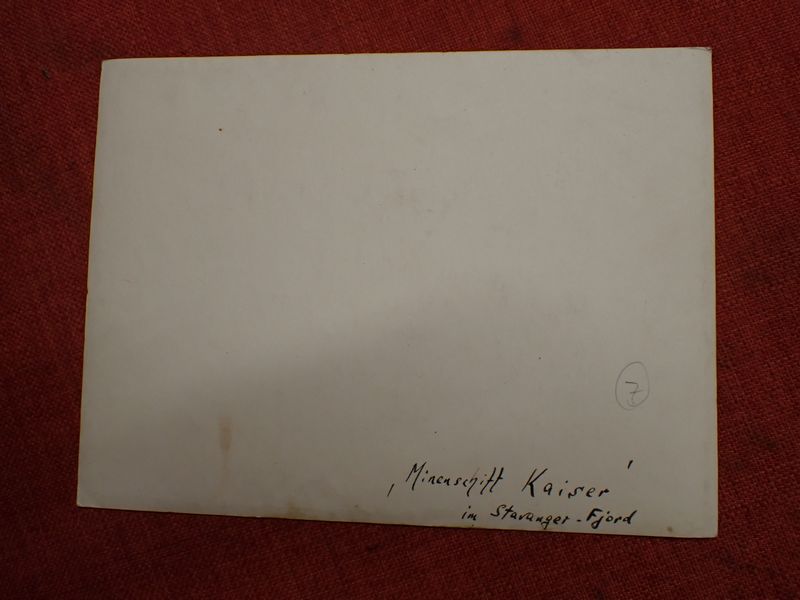 7
‚Minenschiff Kaiser'
im Stavanger-Fjord